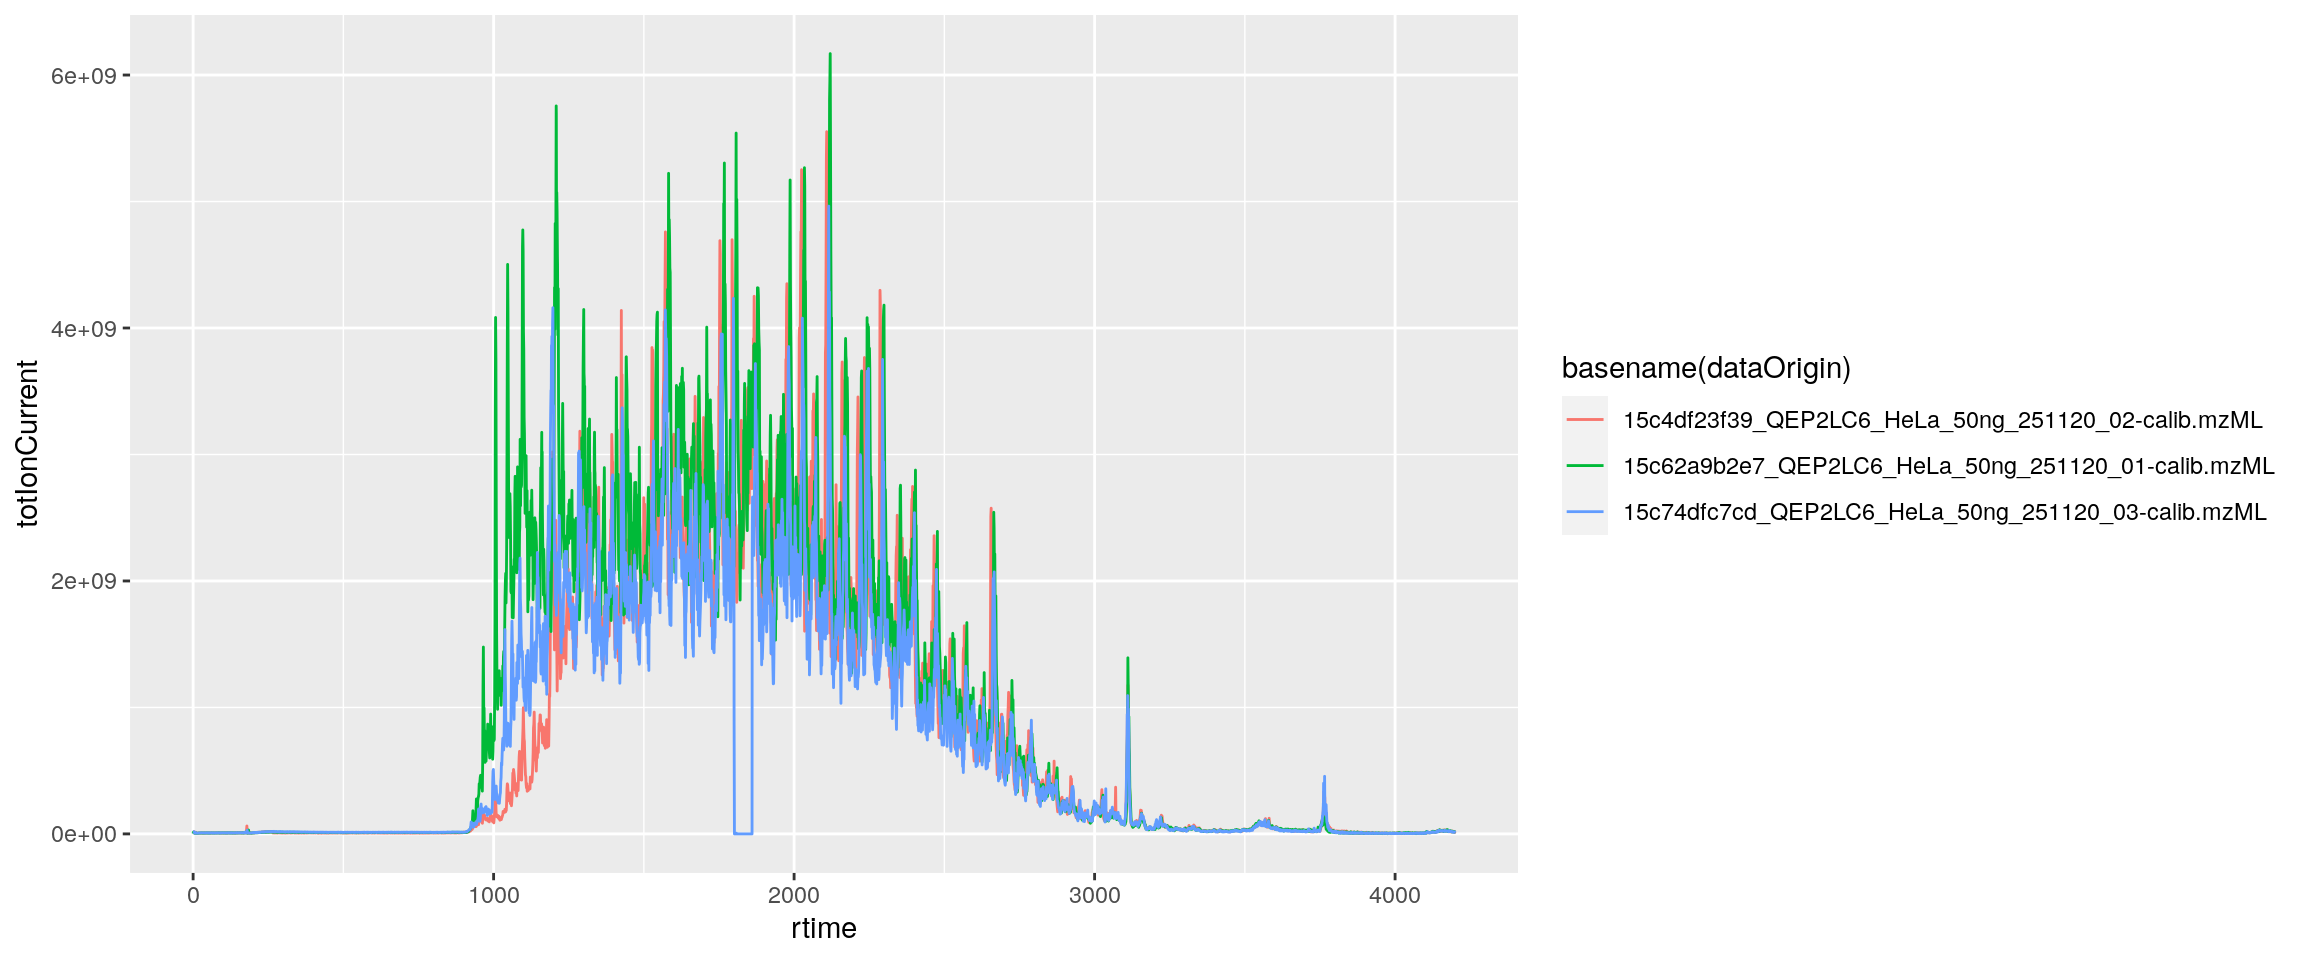 6e+09
4e+09
2e+09
0e+00
totIonCurrent
0
1000
2000
3000
4000
rtime
basename(dataOrigin)
15c4df23f39_QEP2LC6_HeLa_50ng_251120_02-calib.mzML
15c62a9b2e7_QEP2LC6_HeLa_50ng_251120_01-calib.mzML
15c74dfc7cd_QEP2LC6_HeLa_50ng_251120_03-calib.mzML